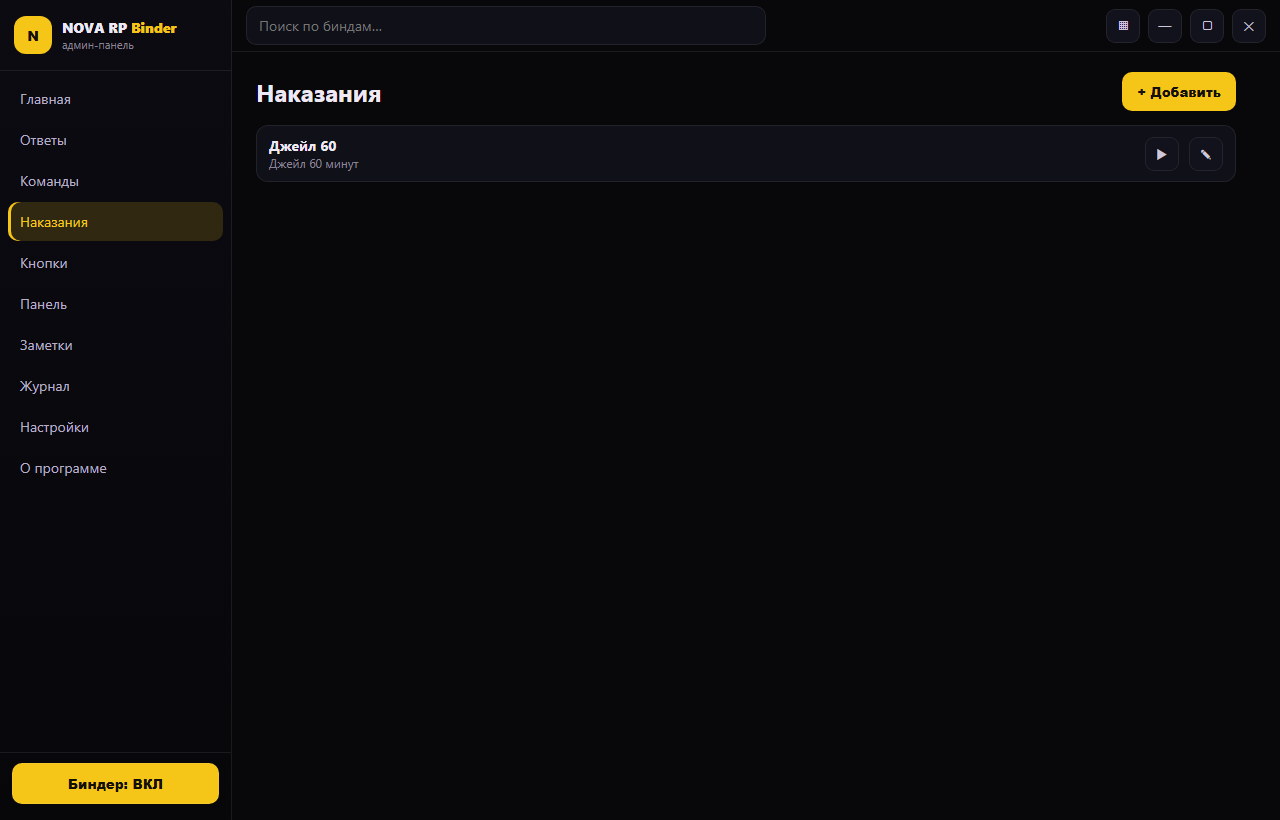 N
NOVA RP Binder
админ-панель
Поиск по биндам...
Главная
Ответы
Команды
Наказания
Кнопки
Панель
Заметки
Журнал
Настройки
О программе
Биндер: ВКЛ
Наказания
+ Добавить
Джейл 60
Джейл 60 минут